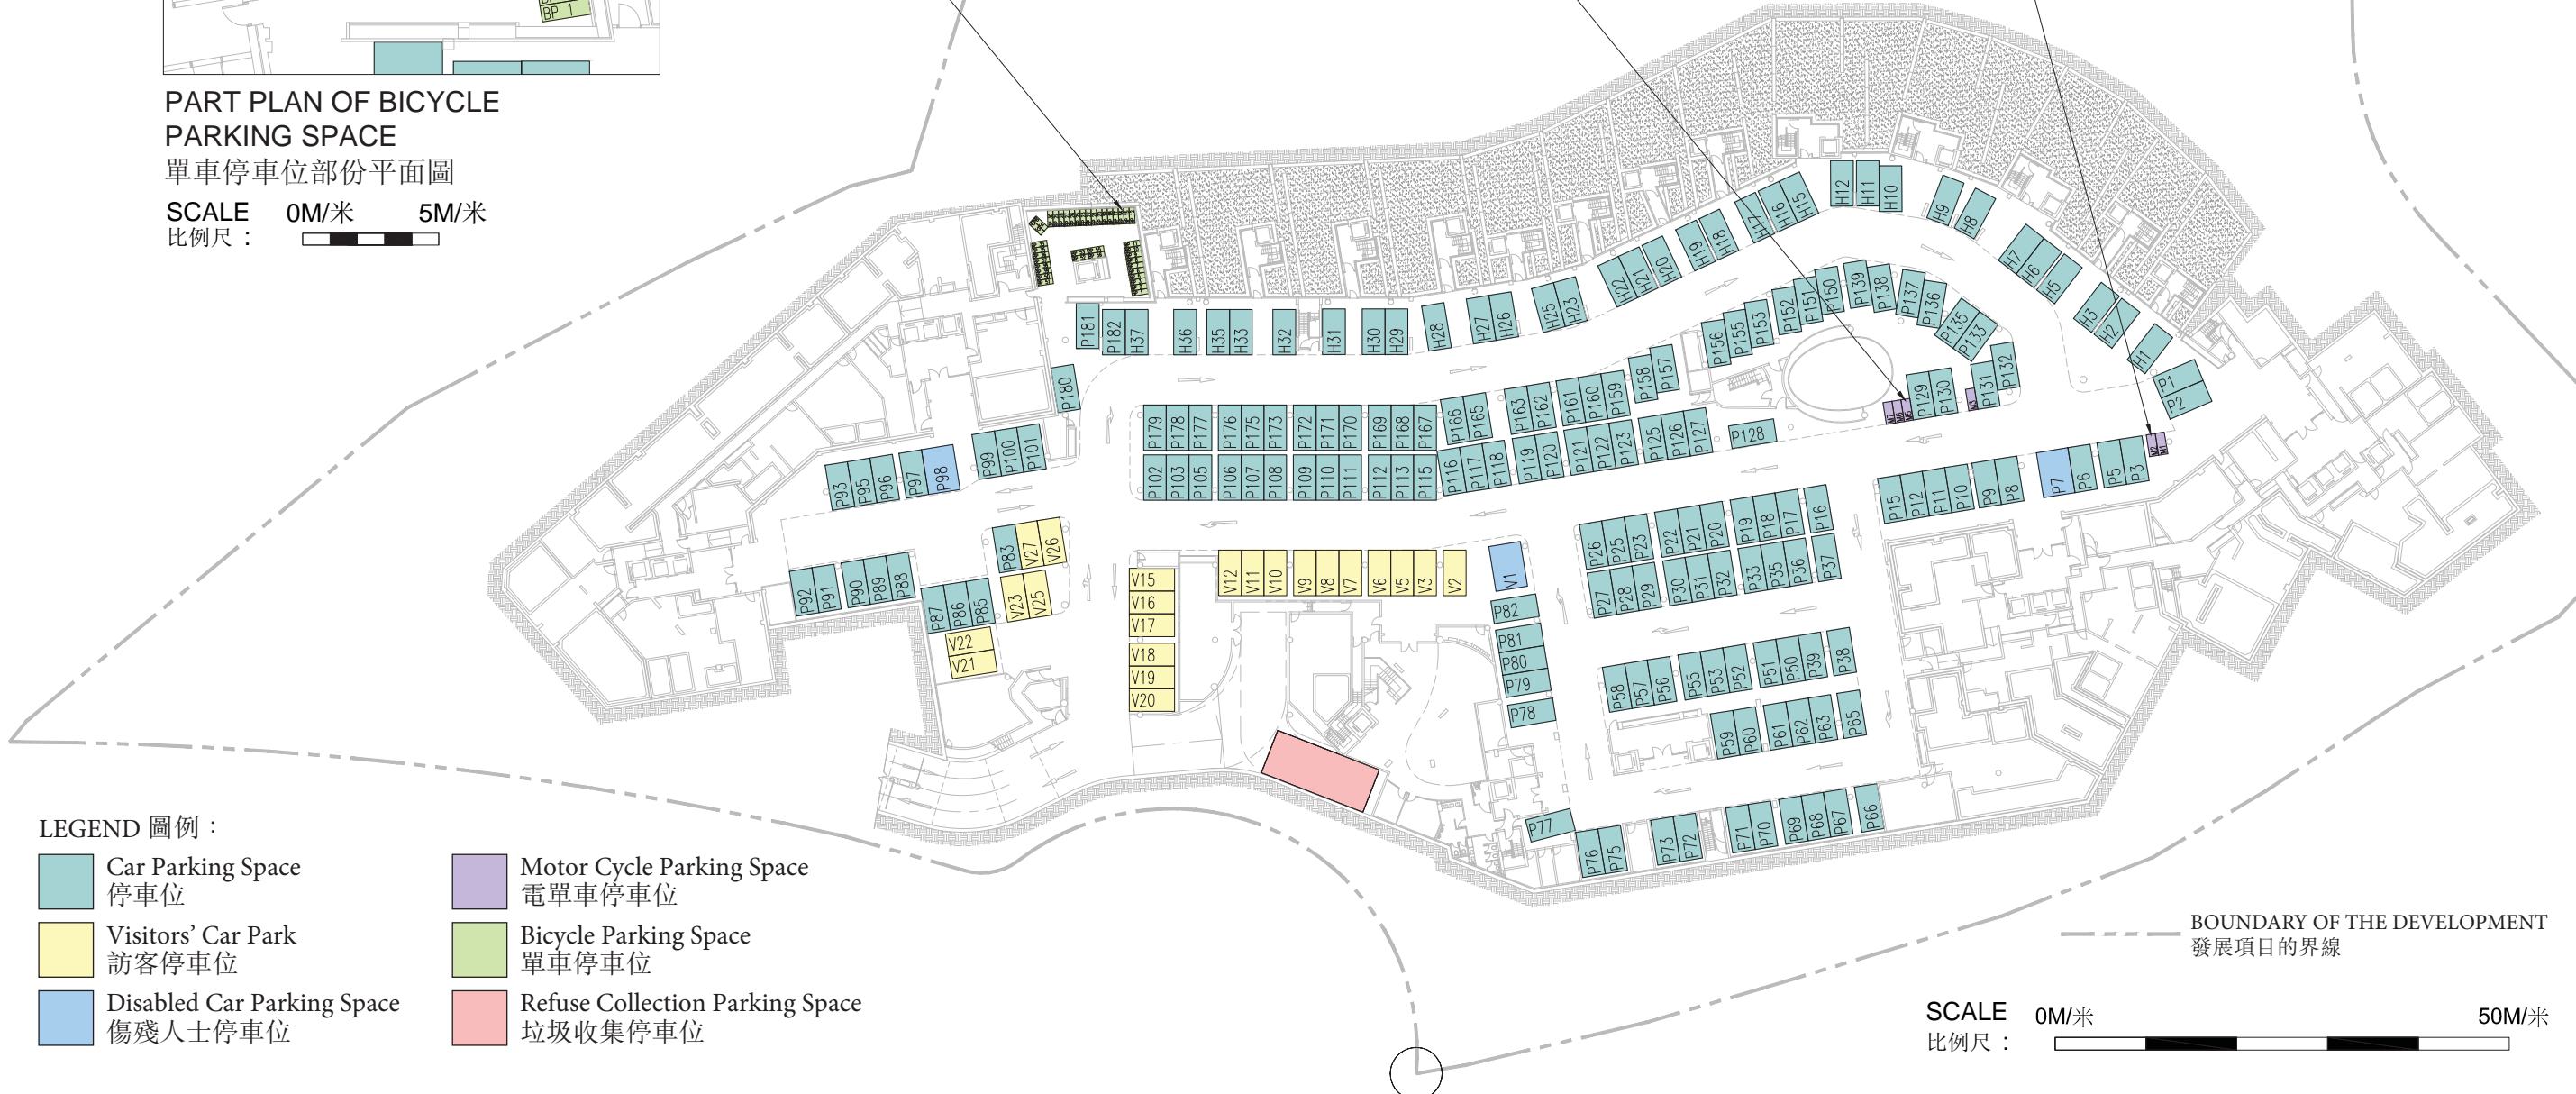 BP 1
PART PLAN OF BICYCLE
PARKING SPACE
單車停車位部份平面圖
SCALE 0M/米 5M/米
比例尺：
H12 H11 H10
H9 H8
H17 H16 H15
H19 H18
H22 H21 H20
H7 H6 H5
H25 H23
H3 H2
H1
P181 P182 H37 H36 H35 H33 H32 H31 H30 H29 H28 H27 H26
P156 P155 P153 P152 P151 P150 P139 P138 P137 P136
P135 P133
P132 P131
P1
P2
P180
P158 P157
P129 P130
P179 P178 P177 P176 P175 P173 P172 P171 P170 P169 P168 P167 P166 P165 P163 P162 P161 P160 P159
P128
P93 P95 P96 P97 P98 P99 P100 P101
P102 P103 P105 P106 P107 P108 P109 P110 P111 P112 P113 P115 P116 P117 P118 P119 P120 P121 P122 P123 P125 P126 P127
P15 P12 P11 P10 P9 P8 P7 P6 P5 P3
P83 V27 V26
P26 P25 P23 P22 P21 P20 P19 P18 P17 P16
P92 P91 P90 P89 P88
P87 P86 P85 V23 V25
V22
V21
V15
V16
V17
V18
V19
V20
V12 V11 V10 V9 V8 V7 V6 V5 V3 V2 V1
P27 P28 P29 P30 P31 P32 P33 P35 P36 P37
P82
P81
P80
P79
P78
P58 P57 P56 P55 P53 P52 P51 P50 P39 P38
P59 P60 P61 P62 P63 P65
P77
P76 P75 P73 P72 P71 P70 P69 P68 P67 P66
LEGEND 圖例：
Car Parking Space
停車位
Visitors’ Car Park
訪客停車位
Disabled Car Parking Space
傷殘人士停車位
Motor Cycle Parking Space
電單車停車位
Bicycle Parking Space
單車停車位
Refuse Collection Parking Space
垃圾收集停車位
BOUNDARY OF THE DEVELOPMENT
發展項目的界線
SCALE 0M/米 50M/米
比例尺：